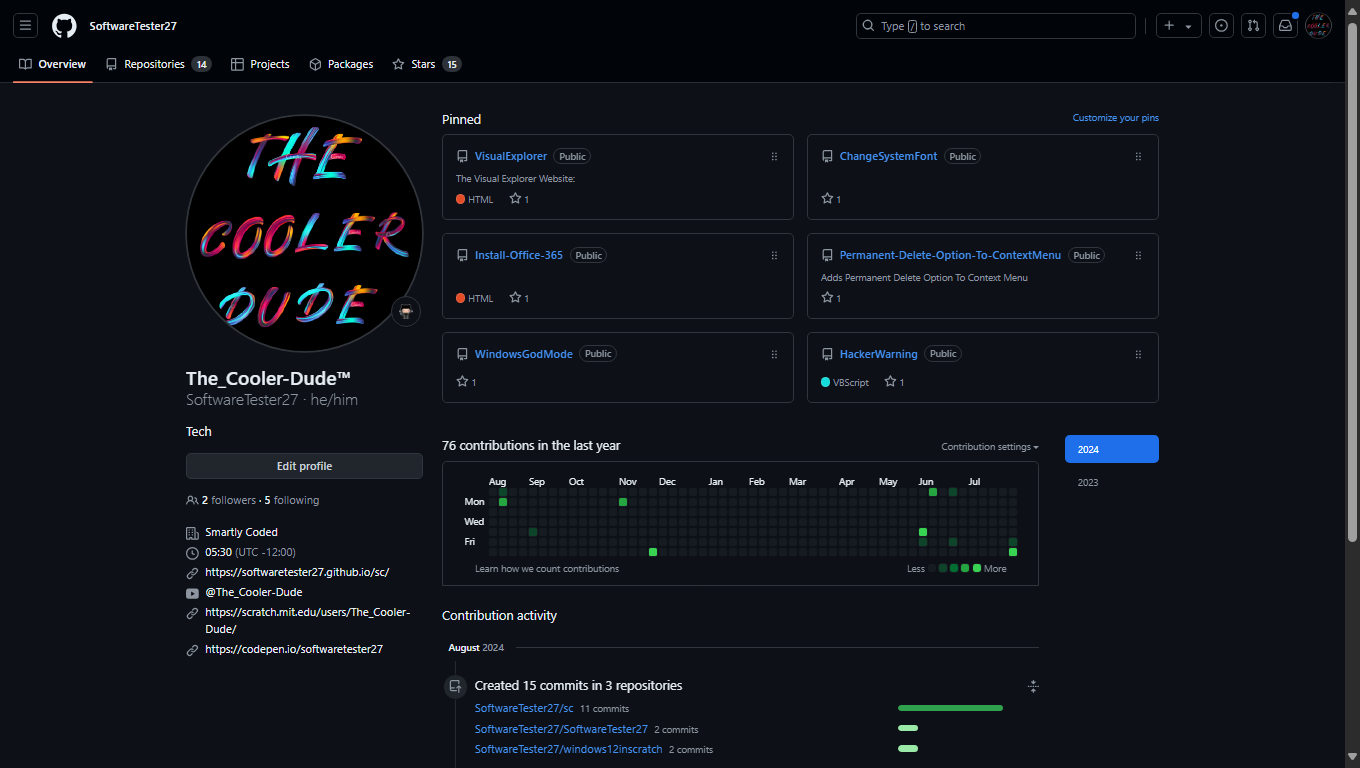 SoftwareTester27
Type / to search
THE COOLER DUDE
Overview
Repositories 14
Projects
Packages
Stars 15
THE
COOLER
DUDE
The_Cooler-Dude™
SoftwareTester27 · he/him
Tech
Edit profile
2 followers · 5 following
Smartly Coded
05:30 (UTC -12:00)
https://softwaretester27.github.io/sc/
@The_Cooler-Dude
https://scratch.mit.edu/users/The_Cooler-
Dude/
https://codepen.io/softwaretester27
Pinned
Customize your pins
VisualExplorer Public
The Visual Explorer Website:
HTML 1
ChangeSystemFont Public
1
Install-Office-365 Public
HTML 1
Permanent-Delete-Option-To-ContextMenu Public
Adds Permanent Delete Option To Context Menu
1
WindowsGodMode Public
1
HackerWarning Public
VBScript 1
76 contributions in the last year
Contribution settings
2024
2023
Aug Sep Oct Nov Dec Jan Feb Mar Apr May Jun Jul
Mon
Wed
Fri
Learn how we count contributions
Less More
Contribution activity
August 2024
Created 15 commits in 3 repositories
SoftwareTester27/sc 11 commits
SoftwareTester27/SoftwareTester27 2 commits
SoftwareTester27/windows12inscratch 2 commits